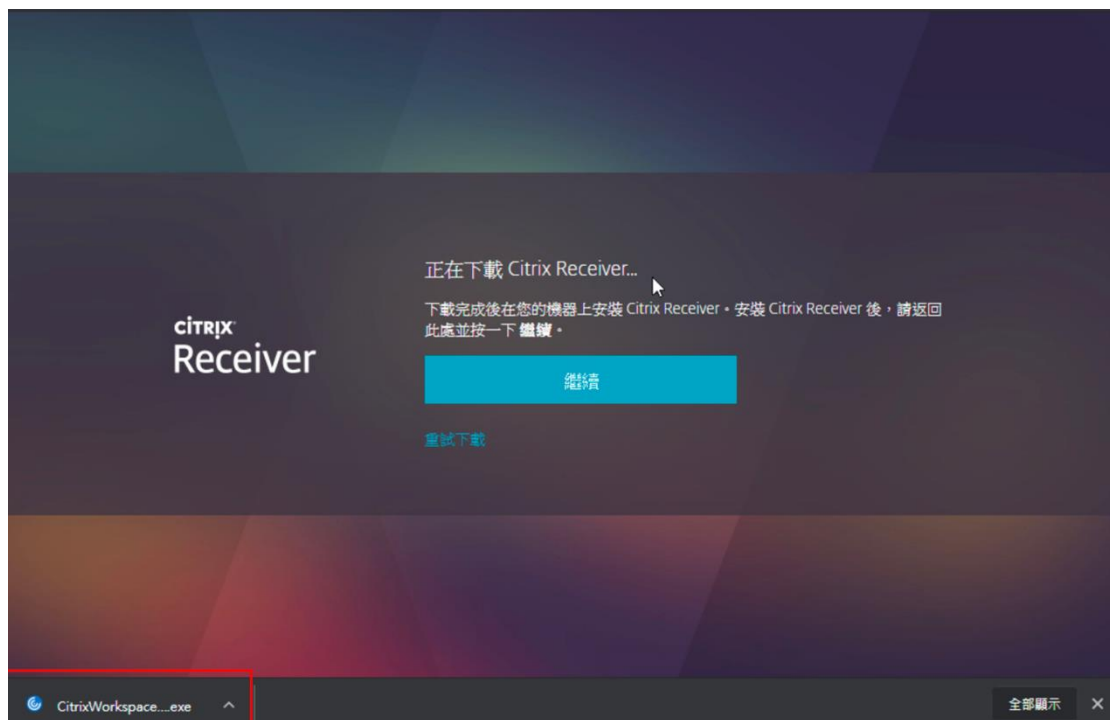 正在下載 Citrix Receiver...
下載完成後在您的機器上安裝 Citrix Receiver。安裝 Citrix Receiver 後，請返回
此處並按一下 繼續。
CITRIX
Receiver
繼續
重試下載
CitrixWorkspace....exe
全部顯示